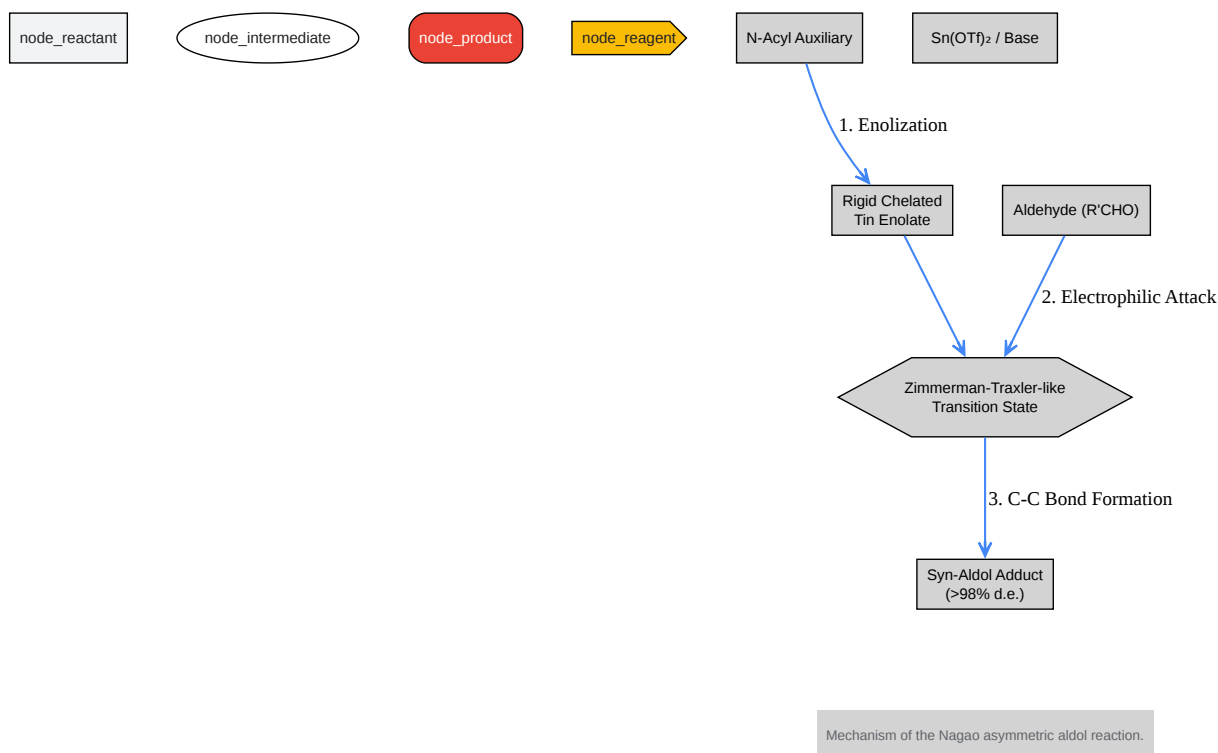 node_reactant
node_intermediate
node_product
node_reagent
N-Acyl Auxiliary
Sn(OTf)₂ / Base
1. Enolization
Rigid Chelated
Tin Enolate
Aldehyde (R'CHO)
2. Electrophilic Attack
Zimmerman-Traxler-like
Transition State
3. C-C Bond Formation
Syn-Aldol Adduct
(>98% d.e.)
Mechanism of the Nagao asymmetric aldol reaction.